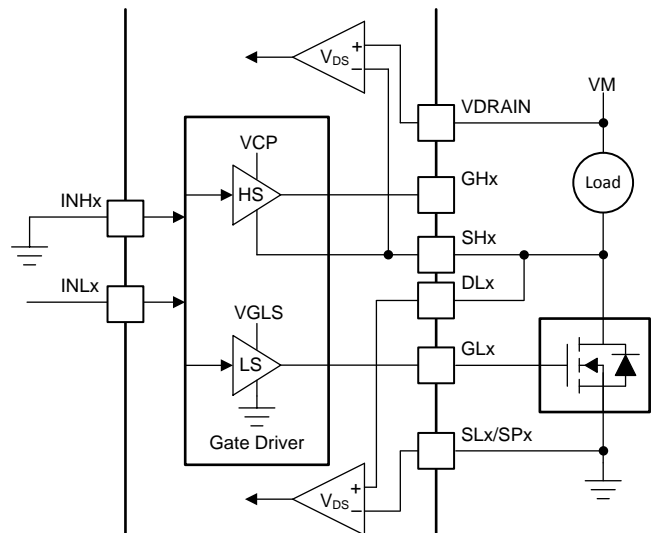 VDS
+
−
VM
VDRAIN
VCP
GHx
Load
HS
INHx
SHx
DLx
INLx
VGLS
GLx
LS
Gate Driver
SLx/SPx
VDS
+
−